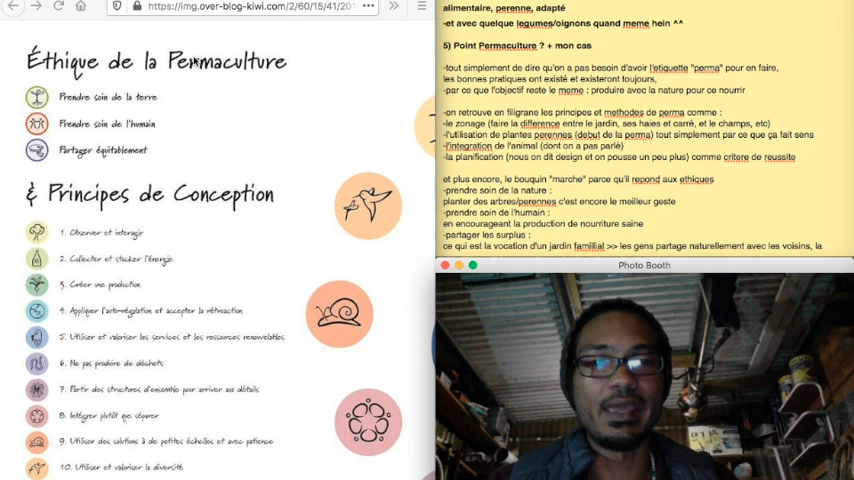 https://img.over-blog-kiwi.com/2/60/15/41/201
Éthique de la Permaculture
Prendre soin de la terre
Prendre soin de l'humain
Partager équitablement
& Principes de Conception
1. Observer et interagir
2. Collecter et stocker l'énergie
3. Créer une production
4. Appliquer l'auto-régulation et accepter la rétroaction
5. Utiliser et valoriser les services et les ressources renouvelables
6. Ne pas produire de déchets
7. Partir des structures d'ensemble pour arriver aux détails
8. Intégrer plutôt que séparer
9. Utiliser des solutions à de petites échelles et avec patience
10. Utiliser et valoriser la diversité
alimentaire, perenne, adapté
-et avec quelque legumes/oignons quand meme hein ^^
5) Point Permaculture ? + mon cas
-tout simplement de dire qu'on a pas besoin d'avoir l'etiquette "perma" pour en faire,
les bonnes pratiques ont existé et existeront toujours,
-par ce que l'objectif reste le meme : produire avec la nature pour ce nourrir
-on retrouve en filigrane les principes et methodes de perma comme :
-le zonage (faire la difference entre le jardin, ses haies et carré, et le champs, etc)
-l'utilisation de plantes perennes (debut de la perma) tout simplement par ce que ça fait sens
-l'integration de l'animal (dont on a pas parlé)
-la planification (nous on dit design et on pousse un peu plus) comme critere de reussite
et plus encore, le bouquin "marche" parce qu'il repond aux ethiques
-prendre soin de la nature :
planter des arbres/perennes c'est encore le meilleur geste
-prendre soin de l'humain :
en encourageant la production de nourriture saine
-partager les surplus :
ce qui est la vocation d'un jardin famillial >> les gens partage naturellement avec les voisins, la
Photo Booth